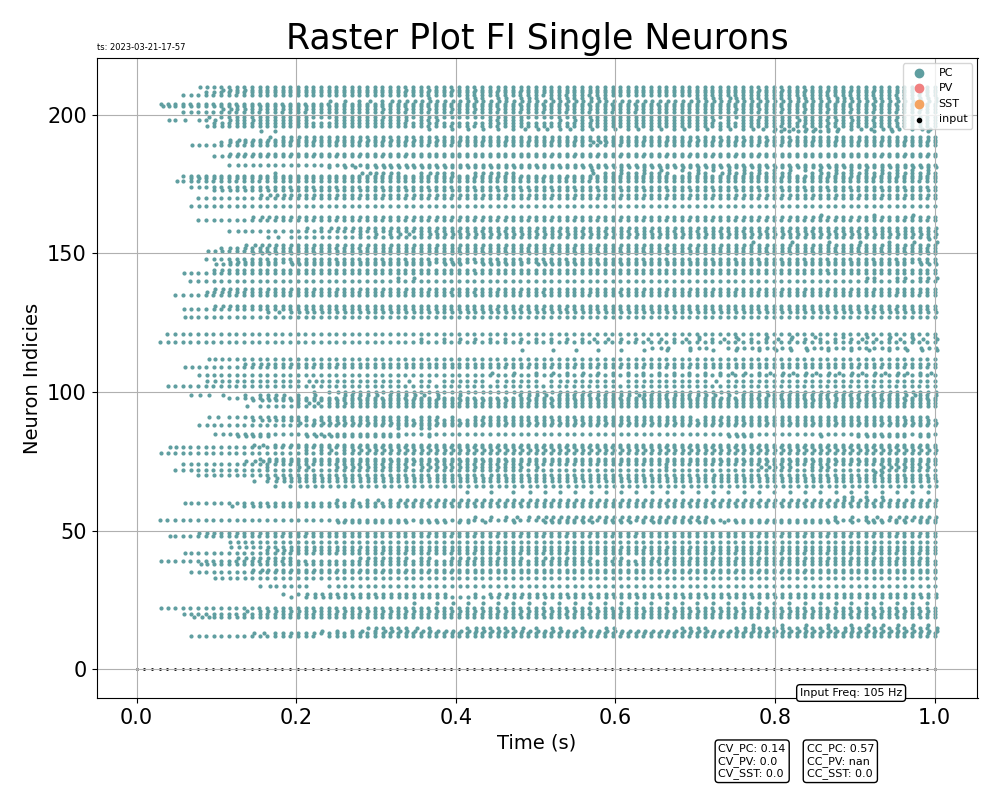 Raster Plot FI Single Neurons
ts: 2023-03-21-17-57
PC
PV
SST
input
200
150
100
50
0
Neuron Indicies
0.0 0.2 0.4 0.6 0.8 1.0
Time (s)
Input Freq: 105 Hz
CV_PC: 0.14
CV_PV: 0.0
CV_SST: 0.0
CC_PC: 0.57
CC_PV: nan
CC_SST: 0.0